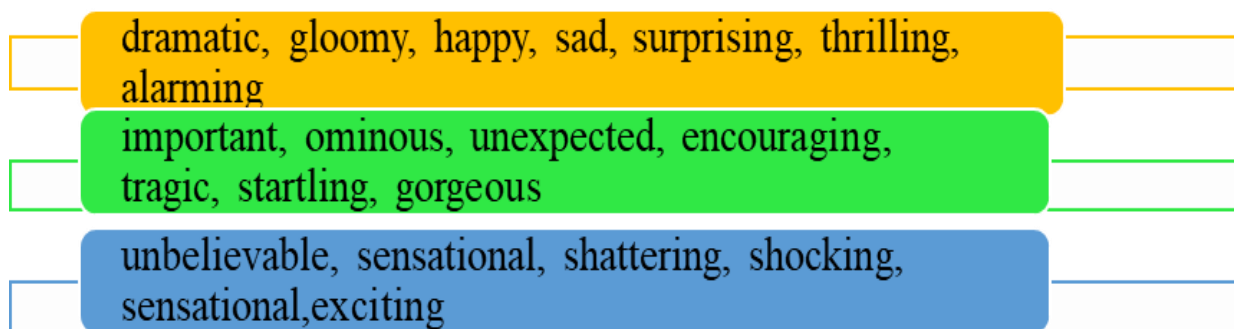 dramatic, gloomy, happy, sad, surprising, thrilling,
alarming
important, ominous, unexpected, encouraging,
tragic, startling, gorgeous
unbelievable, sensational, shattering, shocking,
sensational,exciting